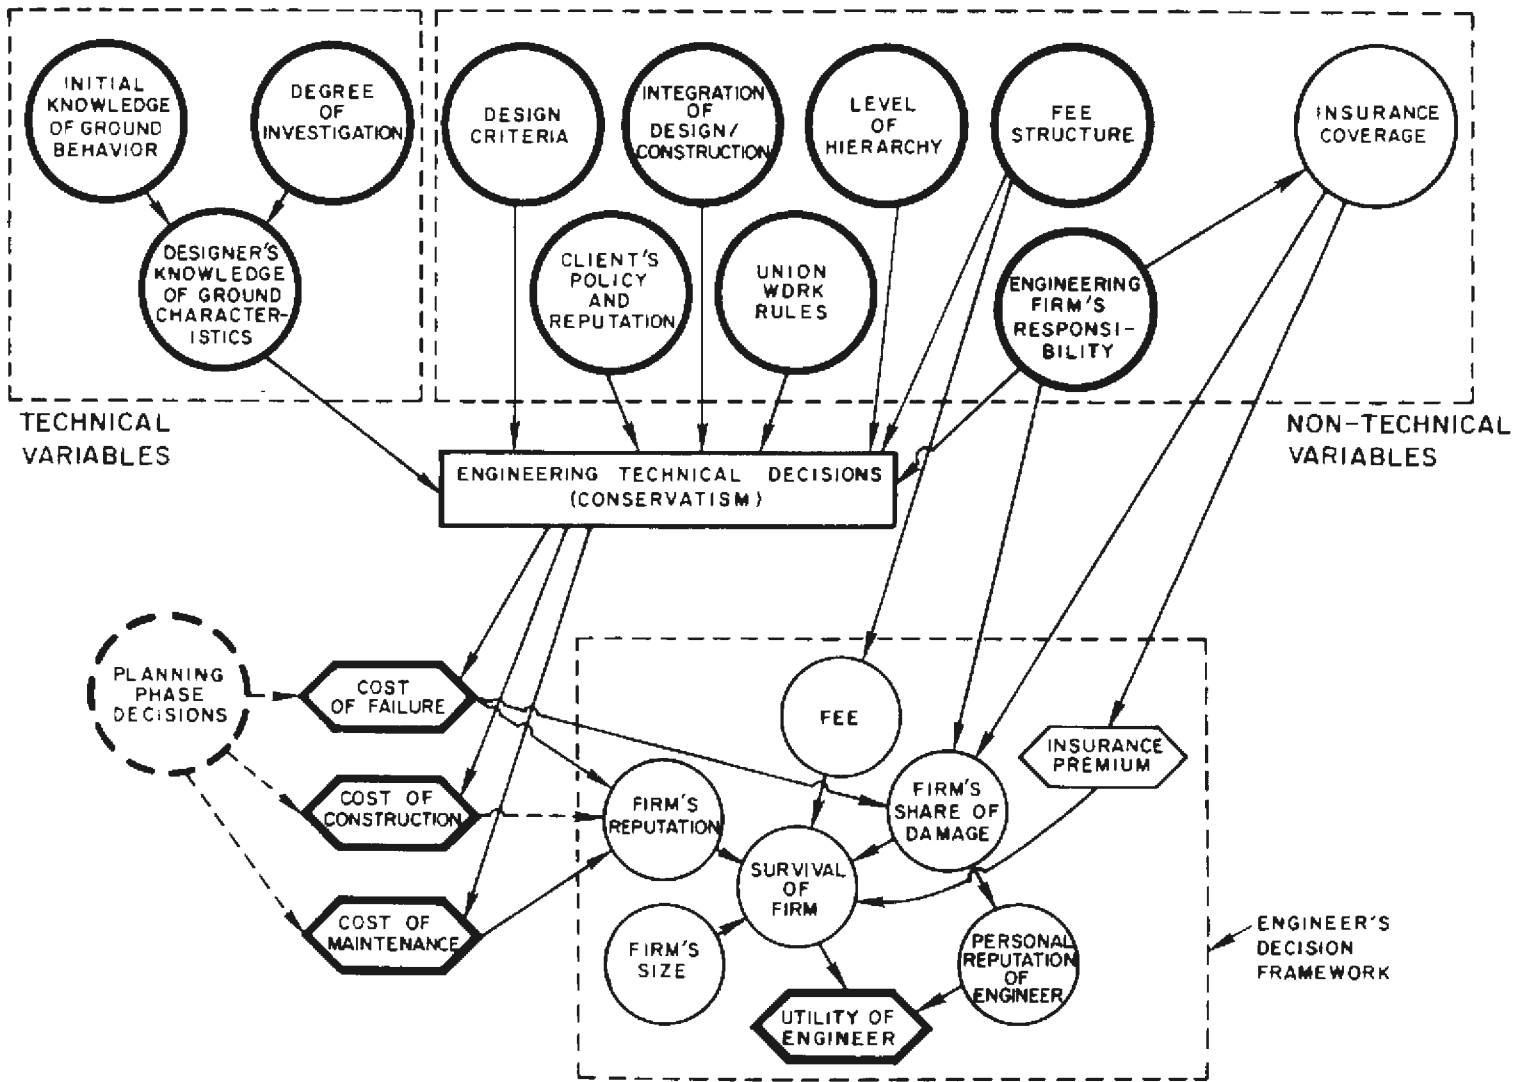 INITIAL
KNOWLEDGE
OF GROUND
BEHAVIOR
DEGREE
OF
INVESTIGATION
DESIGNER'S
KNOWLEDGE
OF GROUND
CHARACTER-
ISTICS
TECHNICAL
VARIABLES
DESIGN
CRITERIA
INTEGRATION
OF
DESIGN/
CONSTRUCTION
LEVEL
OF
HIERARCHY
FEE
STRUCTURE
INSURANCE
COVERAGE
CLIENT'S
POLICY
AND
REPUTATION
UNION
WORK
RULES
ENGINEERING
FIRM'S
RESPONSI-
BILITY
NON-TECHNICAL
VARIABLES
ENGINEERING TECHNICAL DECISIONS
(CONSERVATISM)
PLANNING
PHASE
DECISIONS
COST
OF FAILURE
COST OF
CONSTRUCTION
COST OF
MAINTENANCE
FEE
INSURANCE
PREMIUM
FIRM'S
REPUTATION
FIRM'S
SHARE OF
DAMAGE
SURVIVAL
OF
FIRM
FIRM'S
SIZE
PERSONAL
REPUTATION
OF
ENGINEER
UTILITY OF
ENGINEER
ENGINEER'S
DECISION
FRAMEWORK